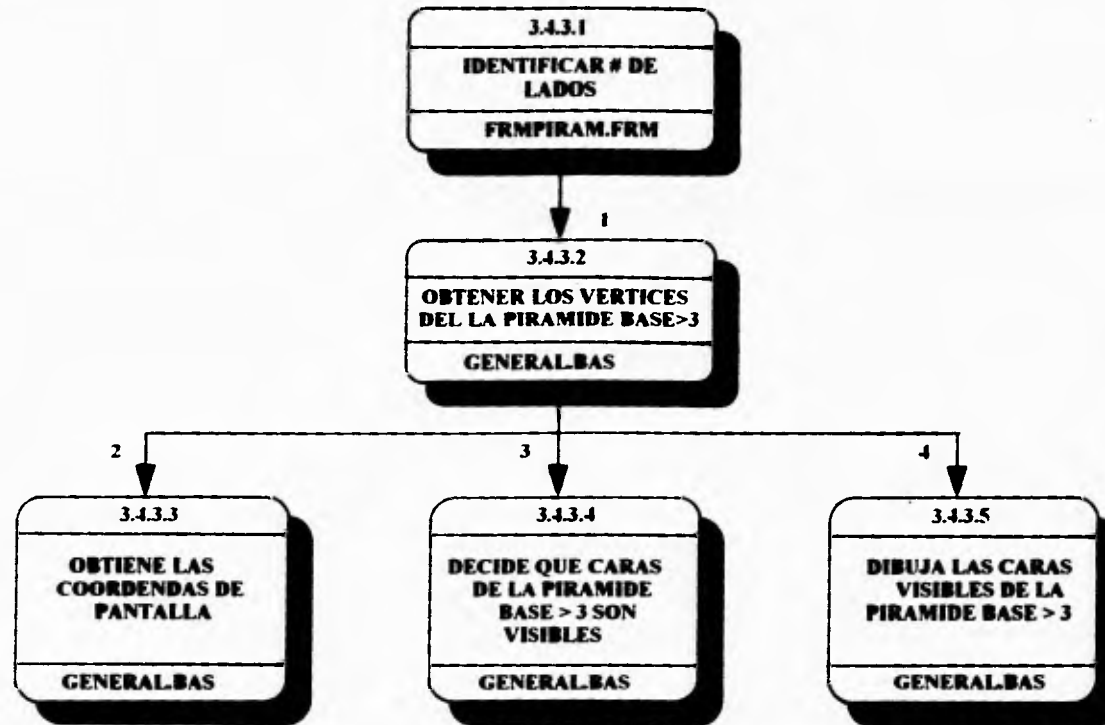 3.4.3.1
IDENTIFICAR # DE
LADOS
FRMPIRAM.FRM
1
3.4.3.2
OBTENER LOS VERTICES
DEL LA PIRAMIDE BASE>3
GENERAL.BAS
2
3
4
3.4.3.3
OBTIENE LAS
COORDENDAS DE
PANTALLA
GENERAL.BAS
3.4.3.4
DECIDE QUE CARAS
DE LA PIRAMIDE
BASE > 3 SON
VISIBLES
GENERAL.BAS
3.4.3.5
DIBUJA LAS CARAS
VISIBLES DE LA
PIRAMIDE BASE > 3
GENERAL.BAS